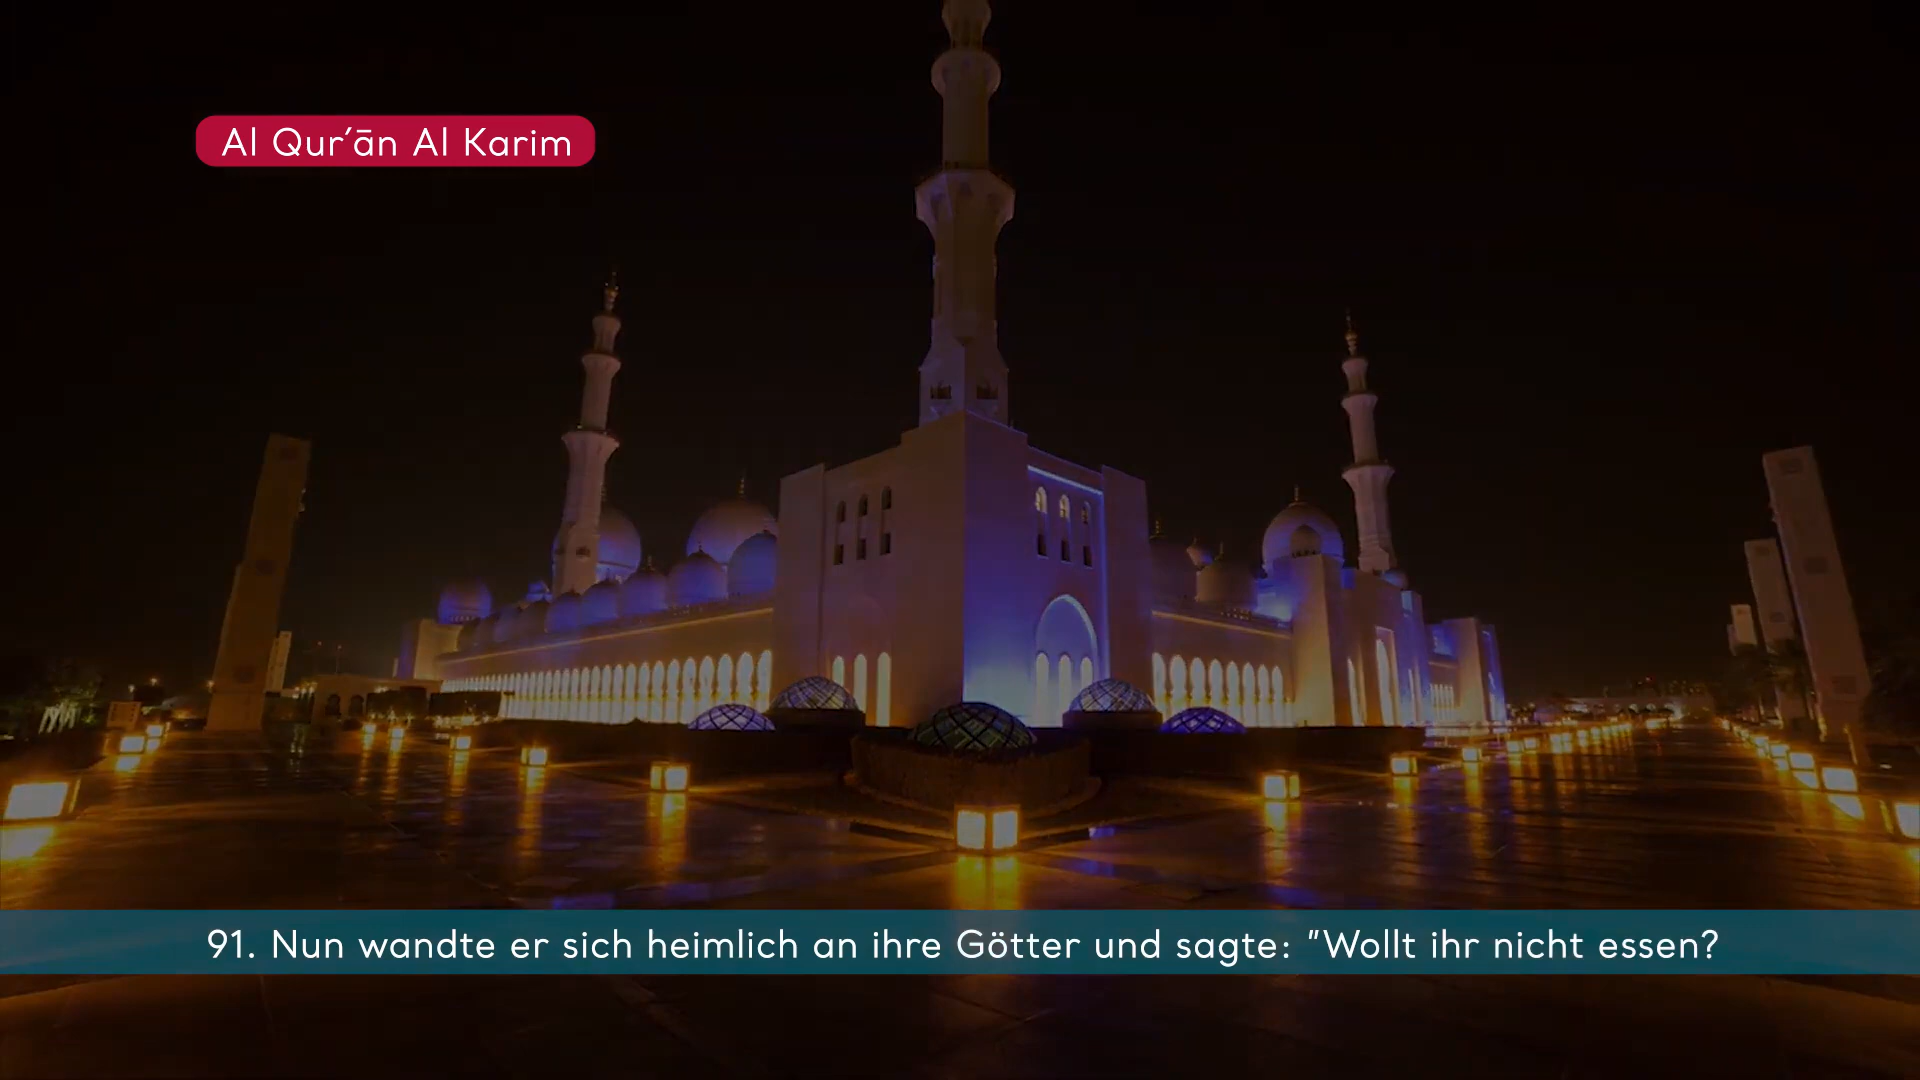 Al Qur’ān Al Karim
91. Nun wandte er sich heimlich an ihre Götter und sagte: "Wollt ihr nicht essen?